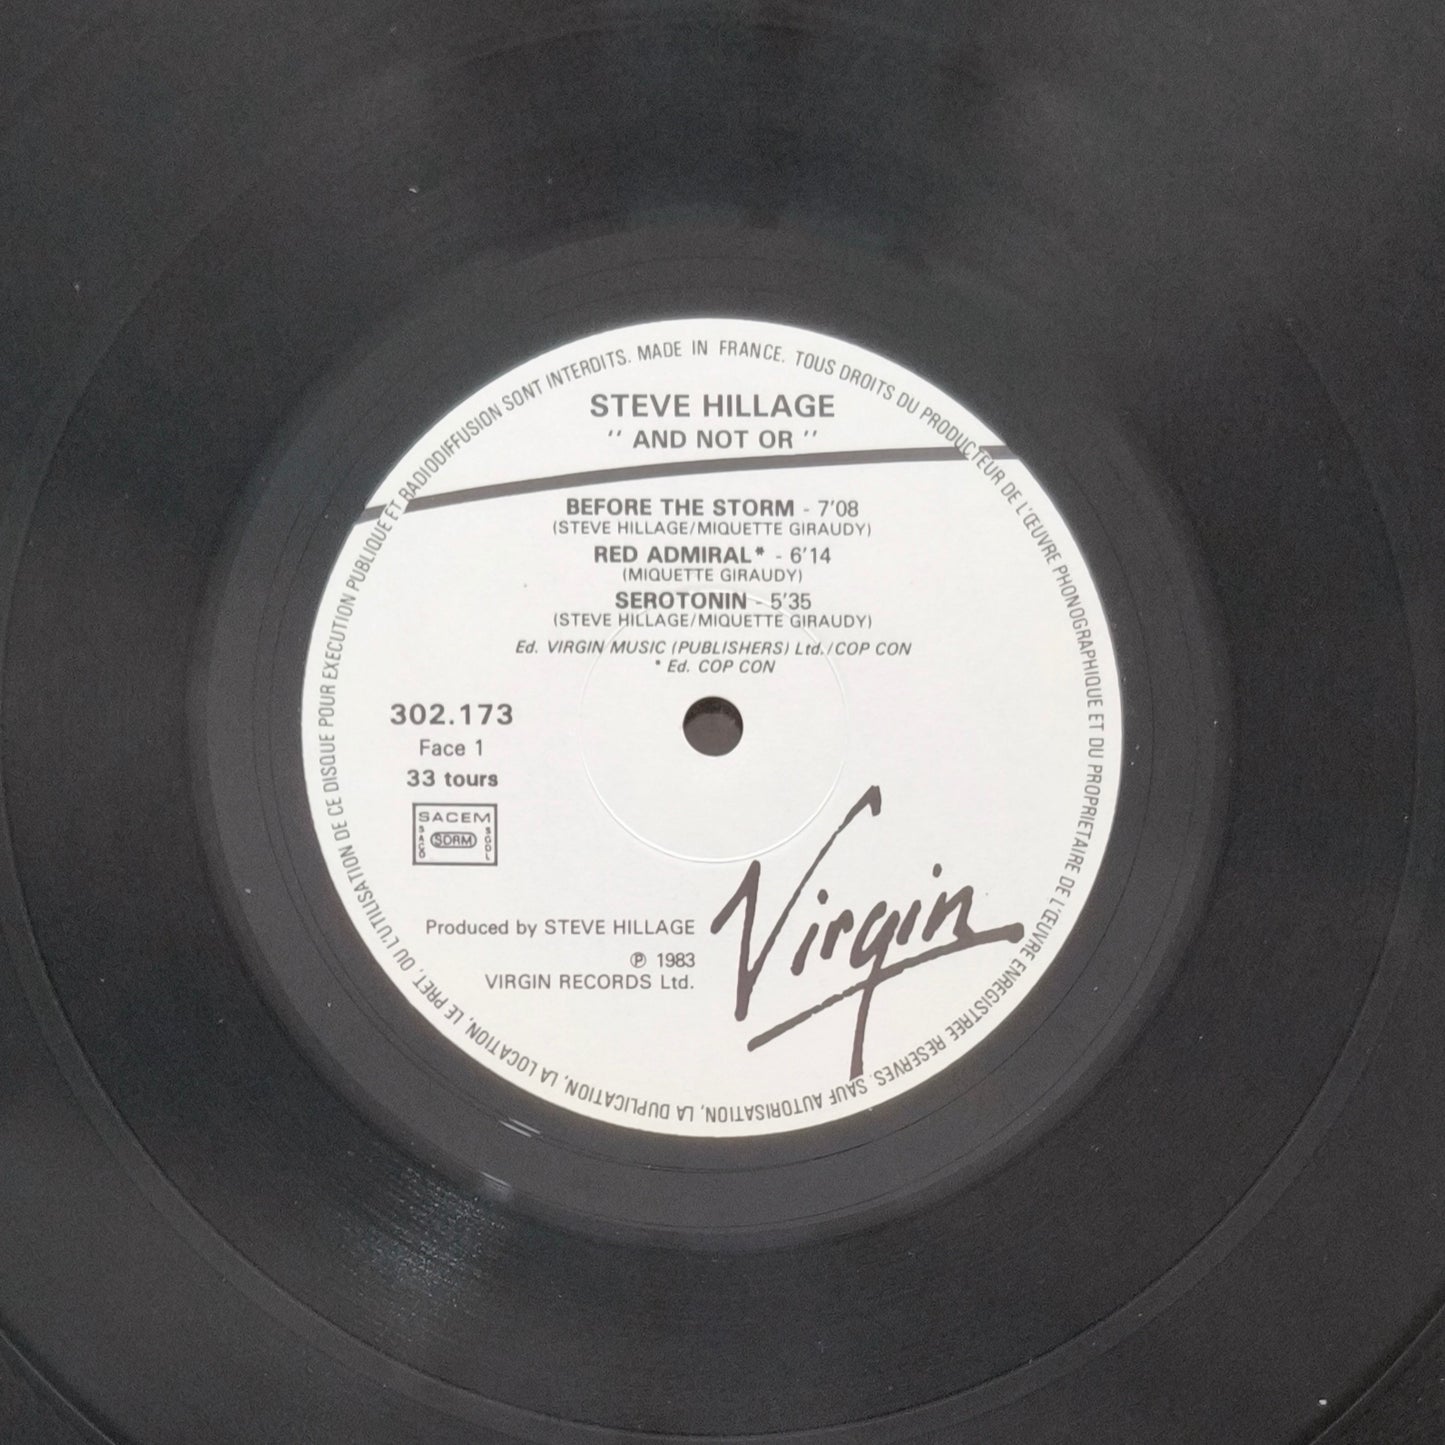 MADE IN FRANCE. TOUS DROITS DU PRODUCTEUR DE L'ŒUVRE PHONOGRAPHIQUE ET DU PROPRIETAIRE DE L'ŒUVRE ENREGISTREE RESERVES. SAUF AUTORISATION, LA DUPLICATION, LA LOCATION, LE PRET, OU L'UTILISATION DE CE DISQUE POUR EXECUTION PUBLIQUE ET RADIODIFFUSION SONT INTERDITS.
STEVE HILLAGE
'' AND NOT OR ''
BEFORE THE STORM - 7'08
(STEVE HILLAGE/MIQUETTE GIRAUDY)
RED ADMIRAL* - 6'14
(MIQUETTE GIRAUDY)
SEROTONIN - 5'35
(STEVE HILLAGE/MIQUETTE GIRAUDY)
Ed. VIRGIN MUSIC (PUBLISHERS) Ltd./COP CON
* Ed. COP CON
302.173
Face 1
33 tours
SACEM
SACD SDRM SGDL
Produced by STEVE HILLAGE
℗ 1983
VIRGIN RECORDS Ltd.
Virgin